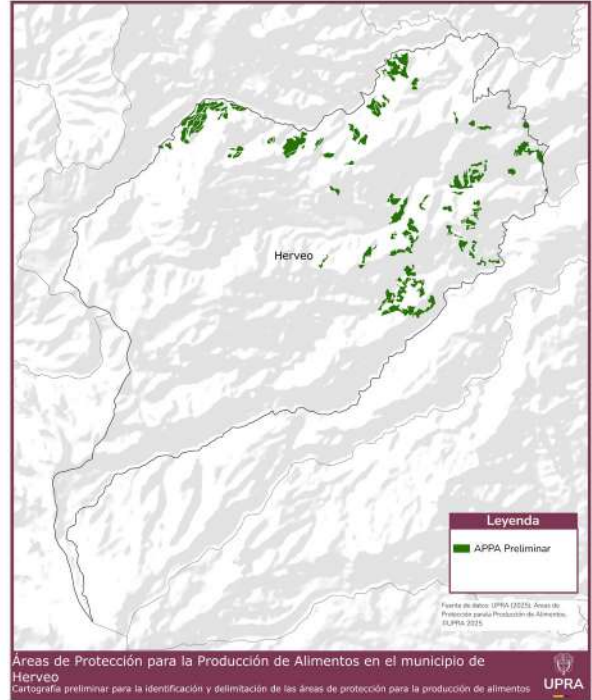 Herveo
Leyenda
APPA Preliminar
Fuente de datos: UPRA (2025). Áreas de
Protección para la Producción de Alimentos.
©UPRA 2025
Áreas de Protección para la Producción de Alimentos en el municipio de
Herveo
Cartografía preliminar para la identificación y delimitación de las áreas de protección para la producción de alimentos
UPRA